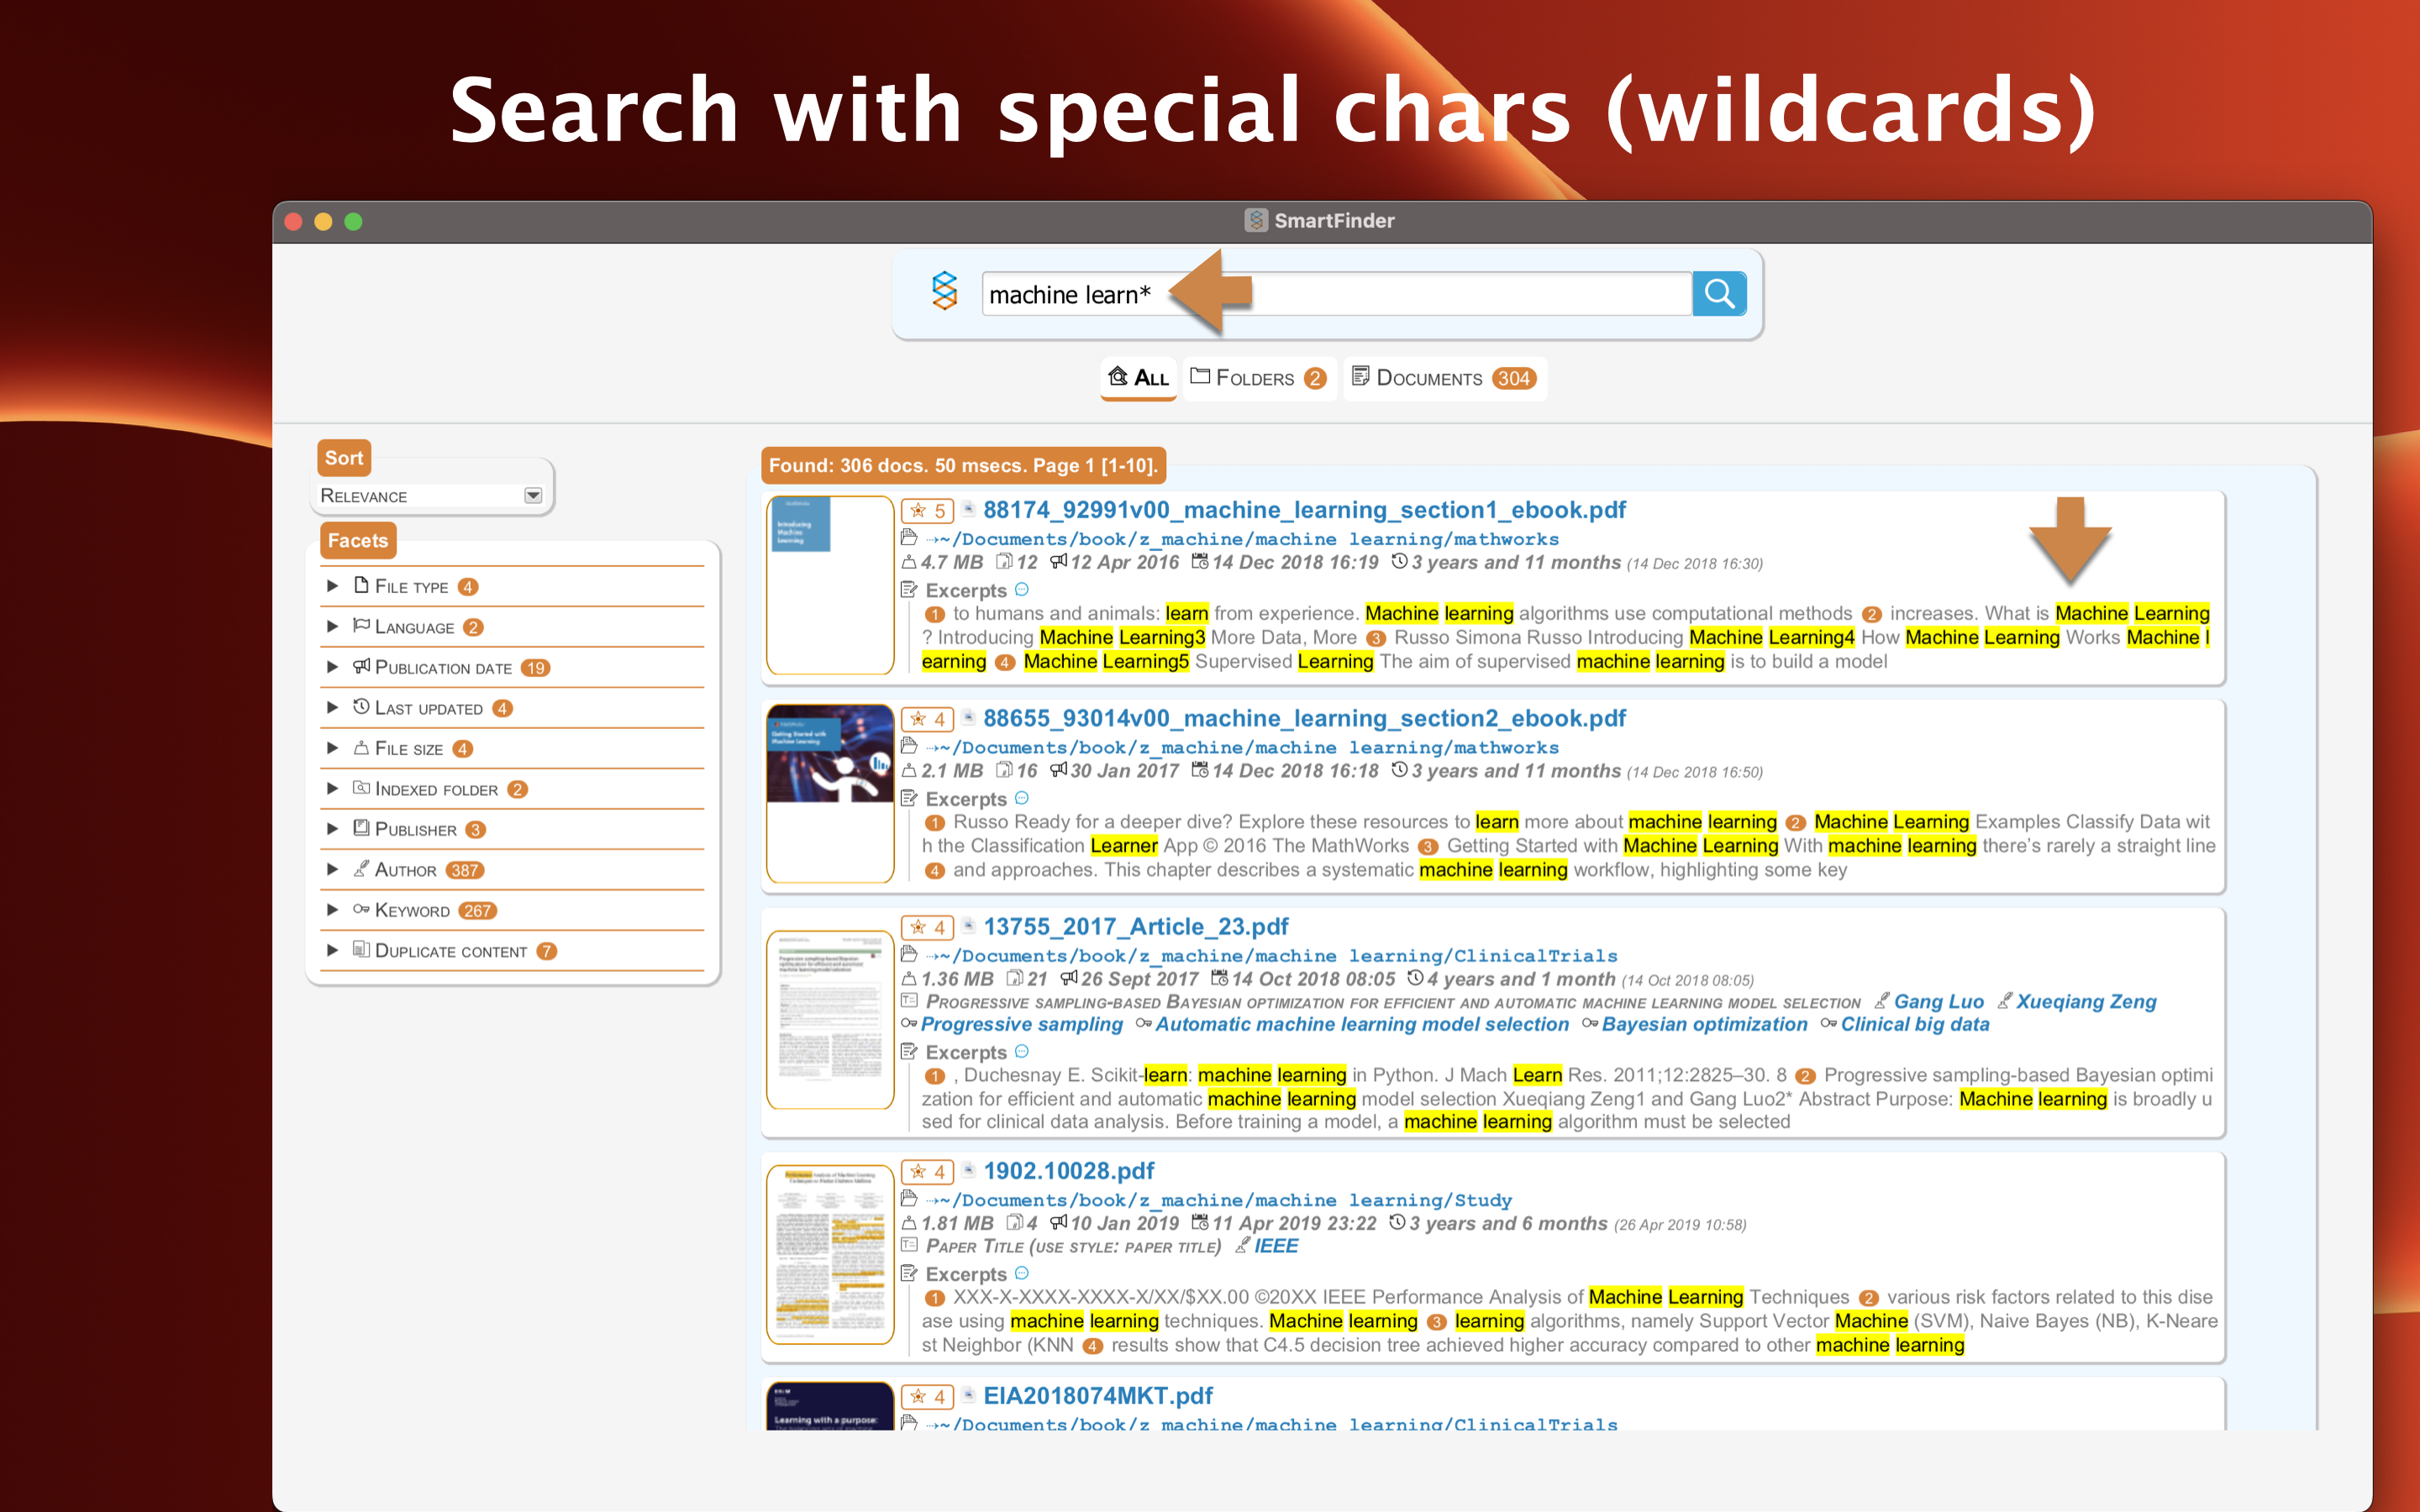 Search with special chars (wildcards)
SmartFinder
machine learn*
ALL FOLDERS 2 DOCUMENTS 304
Sort
RELEVANCE
Facets
FILE TYPE 4
LANGUAGE 2
PUBLICATION DATE 19
LAST UPDATED 4
FILE SIZE 4
INDEXED FOLDER 2
PUBLISHER 3
AUTHOR 387
KEYWORD 267
DUPLICATE CONTENT 7
Found: 306 docs. 50 msecs. Page 1 [1-10].
Introducing
Machine
Learning
5 88174_92991v00_machine_learning_section1_ebook.pdf
~/Documents/book/z_machine/machine learning/mathworks
4.7 MB 12 12 Apr 2016 14 Dec 2018 16:19 3 years and 11 months (14 Dec 2018 16:30)
Excerpts
1 to humans and animals: learn from experience. Machine learning algorithms use computational methods 2 increases. What is Machine Learning
? Introducing Machine Learning3 More Data, More 3 Russo Simona Russo Introducing Machine Learning4 How Machine Learning Works Machine l
earning 4 Machine Learning5 Supervised Learning The aim of supervised machine learning is to build a model
Getting Started with
Machine Learning
4 88655_93014v00_machine_learning_section2_ebook.pdf
~/Documents/book/z_machine/machine learning/mathworks
2.1 MB 16 30 Jan 2017 14 Dec 2018 16:18 3 years and 11 months (14 Dec 2018 16:50)
Excerpts
1 Russo Ready for a deeper dive? Explore these resources to learn more about machine learning 2 Machine Learning Examples Classify Data wit
h the Classification Learner App © 2016 The MathWorks 3 Getting Started with Machine Learning With machine learning there's rarely a straight line
4 and approaches. This chapter describes a systematic machine learning workflow, highlighting some key
4 13755_2017_Article_23.pdf
~/Documents/book/z_machine/machine learning/ClinicalTrials
1.36 MB 21 26 Sept 2017 14 Oct 2018 08:05 4 years and 1 month (14 Oct 2018 08:05)
PROGRESSIVE SAMPLING-BASED BAYESIAN OPTIMIZATION FOR EFFICIENT AND AUTOMATIC MACHINE LEARNING MODEL SELECTION Gang Luo Xueqiang Zeng
Progressive sampling Automatic machine learning model selection Bayesian optimization Clinical big data
Excerpts
1 , Duchesnay E. Scikit-learn: machine learning in Python. J Mach Learn Res. 2011;12:2825–30. 8 2 Progressive sampling-based Bayesian optimi
zation for efficient and automatic machine learning model selection Xueqiang Zeng1 and Gang Luo2* Abstract Purpose: Machine learning is broadly u
sed for clinical data analysis. Before training a model, a machine learning algorithm must be selected
4 1902.10028.pdf
~/Documents/book/z_machine/machine learning/Study
1.81 MB 4 10 Jan 2019 11 Apr 2019 23:22 3 years and 6 months (26 Apr 2019 10:58)
PAPER TITLE (USE STYLE: PAPER TITLE) IEEE
Excerpts
1 XXX-X-XXXX-XXXX-X/XX/$XX.00 ©20XX IEEE Performance Analysis of Machine Learning Techniques 2 various risk factors related to this dise
ase using machine learning techniques. Machine learning 3 learning algorithms, namely Support Vector Machine (SVM), Naive Bayes (NB), K-Neare
st Neighbor (KNN 4 results show that C4.5 decision tree achieved higher accuracy compared to other machine learning
Learning with a purpose:
4 EIA2018074MKT.pdf
~/Documents/book/z_machine/machine learning/ClinicalTrials